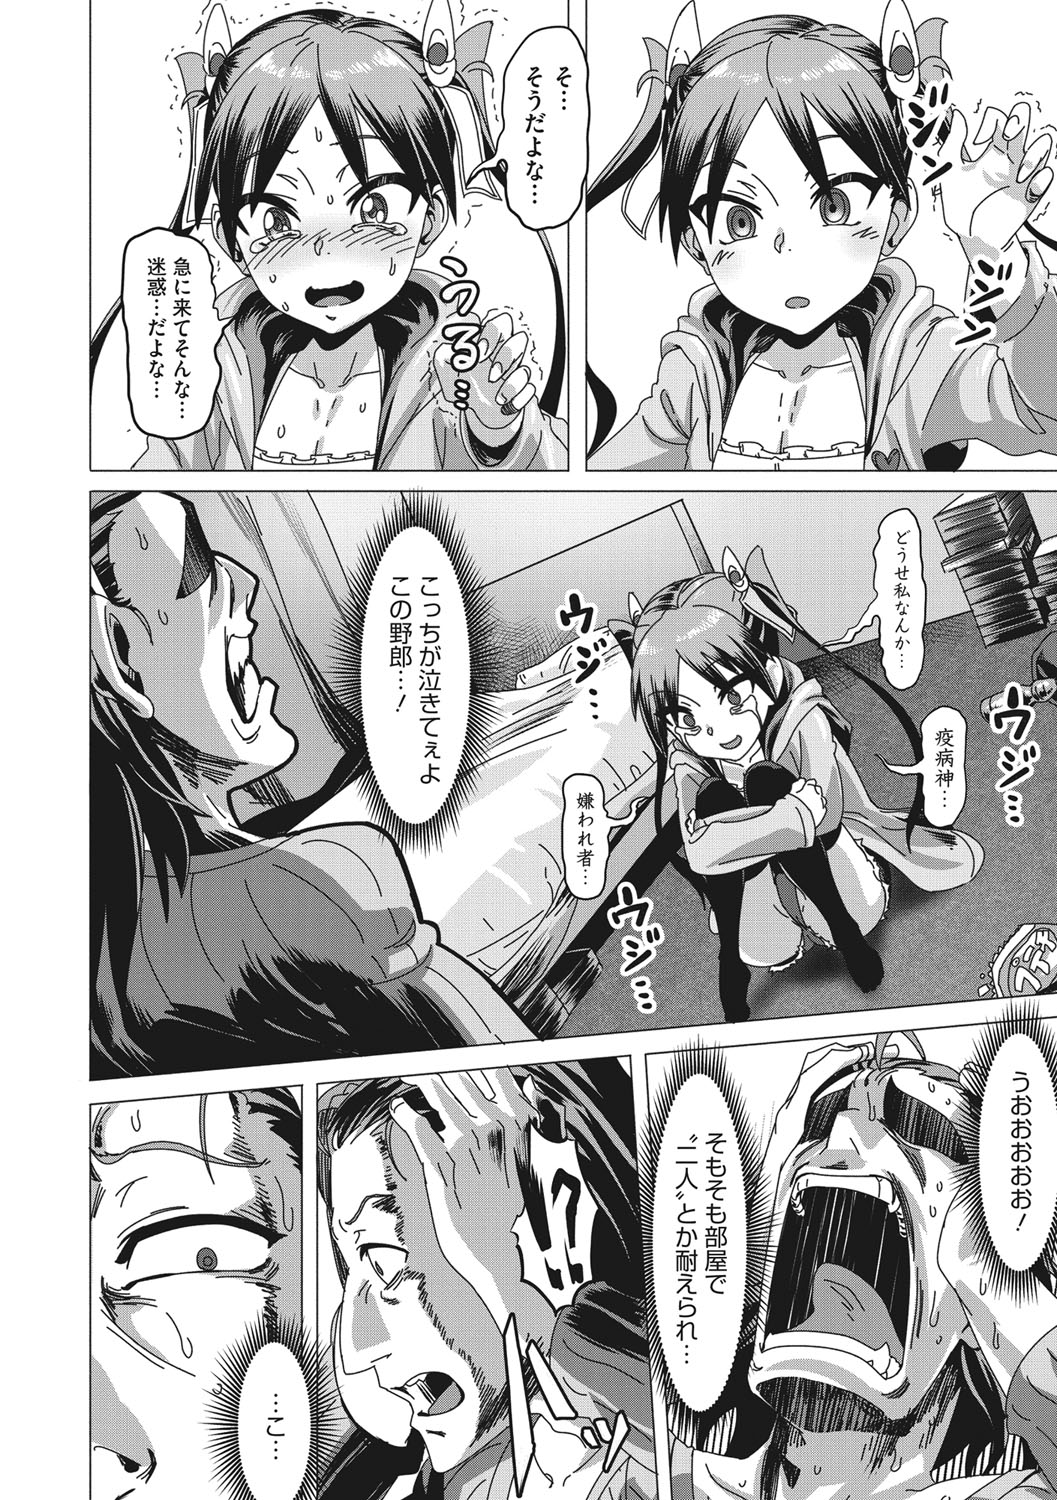 ジン
ジン…
そ…
そうだよな…
うる…
急に来てそんな…
迷惑…だよな…
どうせ私なんか…
疫病神…
嫌われ者…
ウジ…
ウジ…
ウジ…
こっちが泣きてぇよ
この野郎…！
うおおおおお！
そもそも部屋で
〝二人〟とか耐えられ…
!?
…こ…